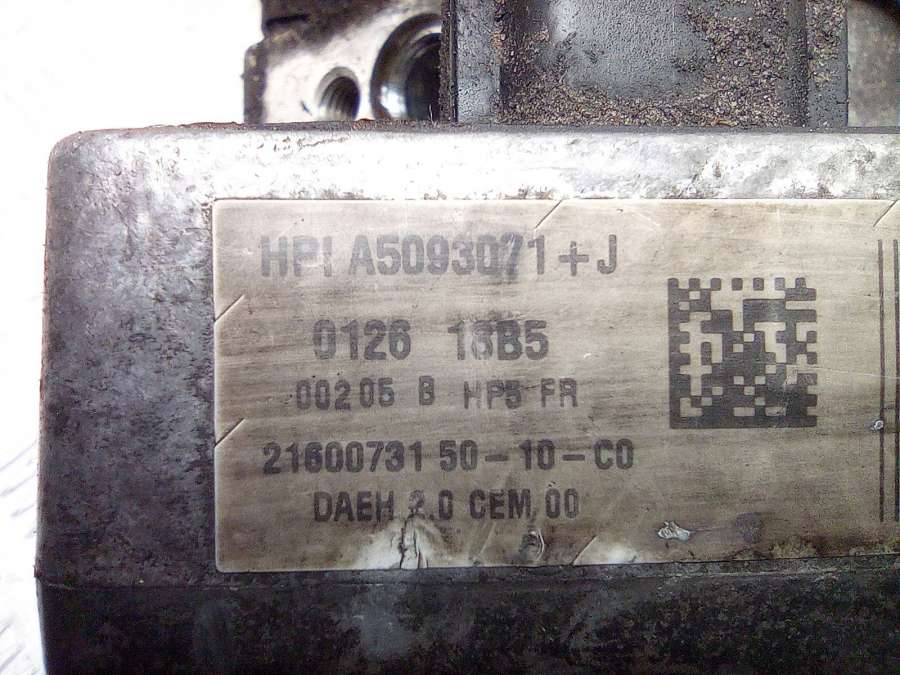 HPI A5093071+J
0126 18B5
00205 B HP5 FR
21600731 50-10-C0
DAEH 2.0 CEM 00